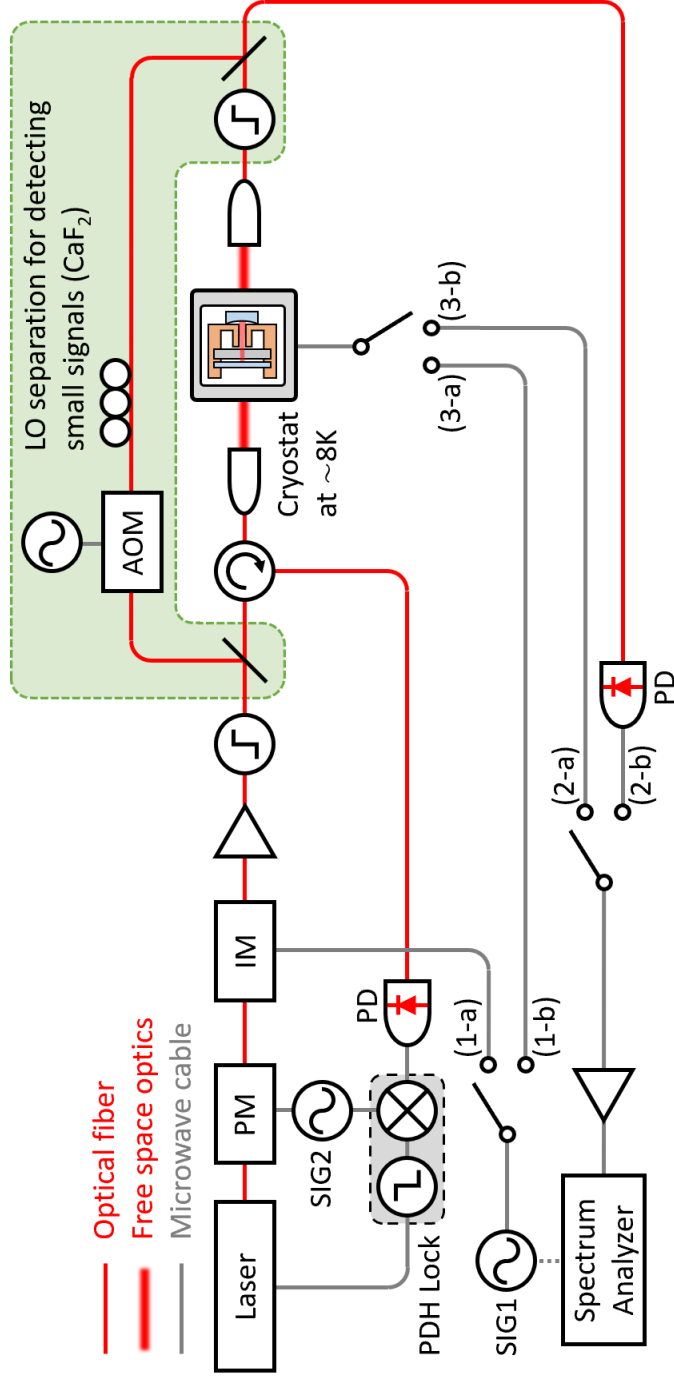 Optical fiber
Free space optics
Microwave cable
LO separation for detecting
small signals (CaF₂)
AOM
Laser
PM
IM
Cryostat
at ~8K
SIG2
PD
PDH Lock
(1-a)
(1-b)
(3-a)
(3-b)
SIG1
Spectrum
Analyzer
(2-a)
(2-b)
PD